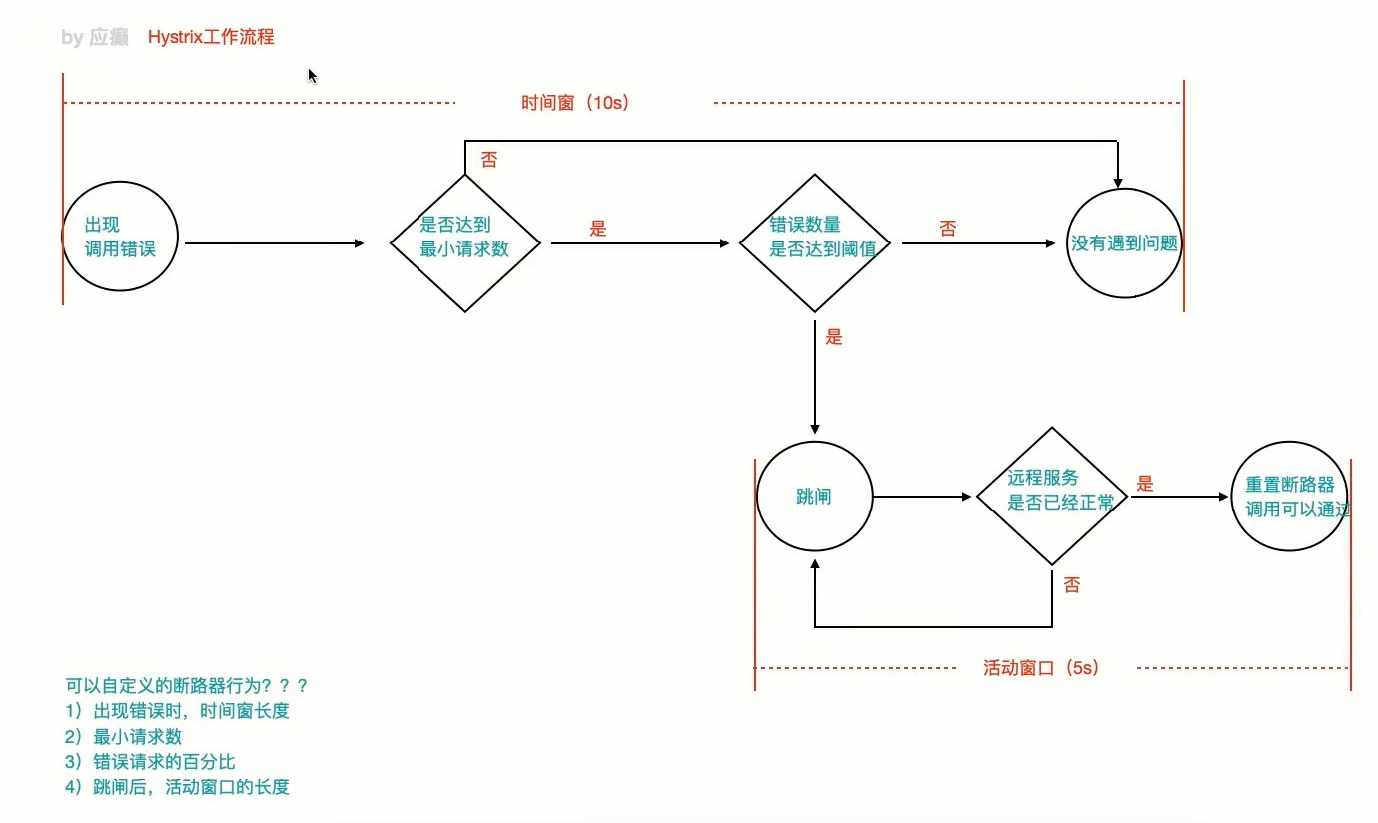 by 应癫 Hystrix工作流程
时间窗（10s）
否
出现
调用错误
是否达到
最小请求数
是
错误数量
是否达到阈值
否
没有遇到问题
是
跳闸
远程服务
是否已经正常
是
重置断路器
调用可以通过
否
活动窗口（5s）
可以自定义的断路器行为？？？
1）出现错误时，时间窗长度
2）最小请求数
3）错误请求的百分比
4）跳闸后，活动窗口的长度